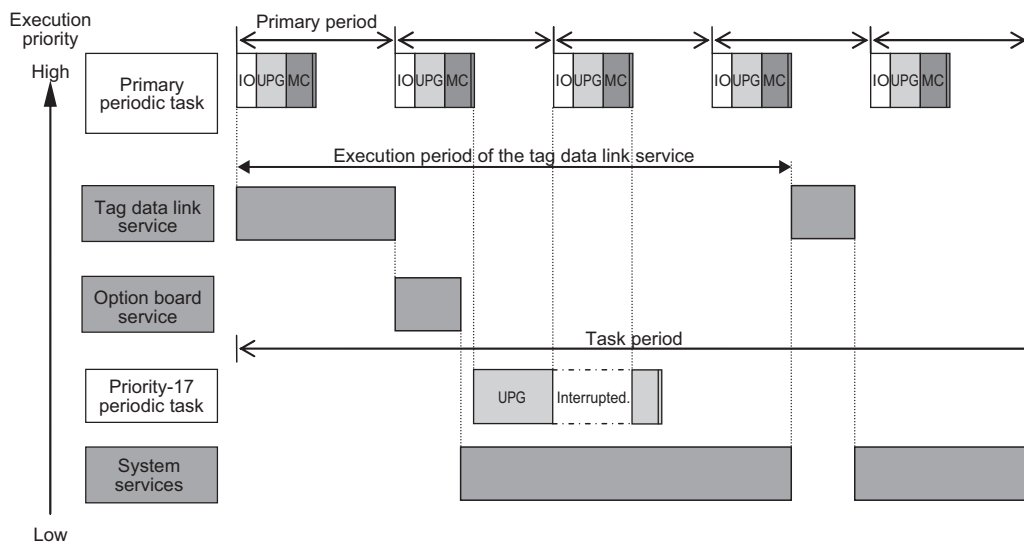 Execution
priority
High
Primary period
Primary
periodic task
IO UPG MC
IO UPG MC
IO UPG MC
IO UPG MC
IO UPG MC
Execution period of the tag data link service
Tag data link
service
Option board
service
Task period
Priority-17
periodic task
UPG
Interrupted.
System
services
Low